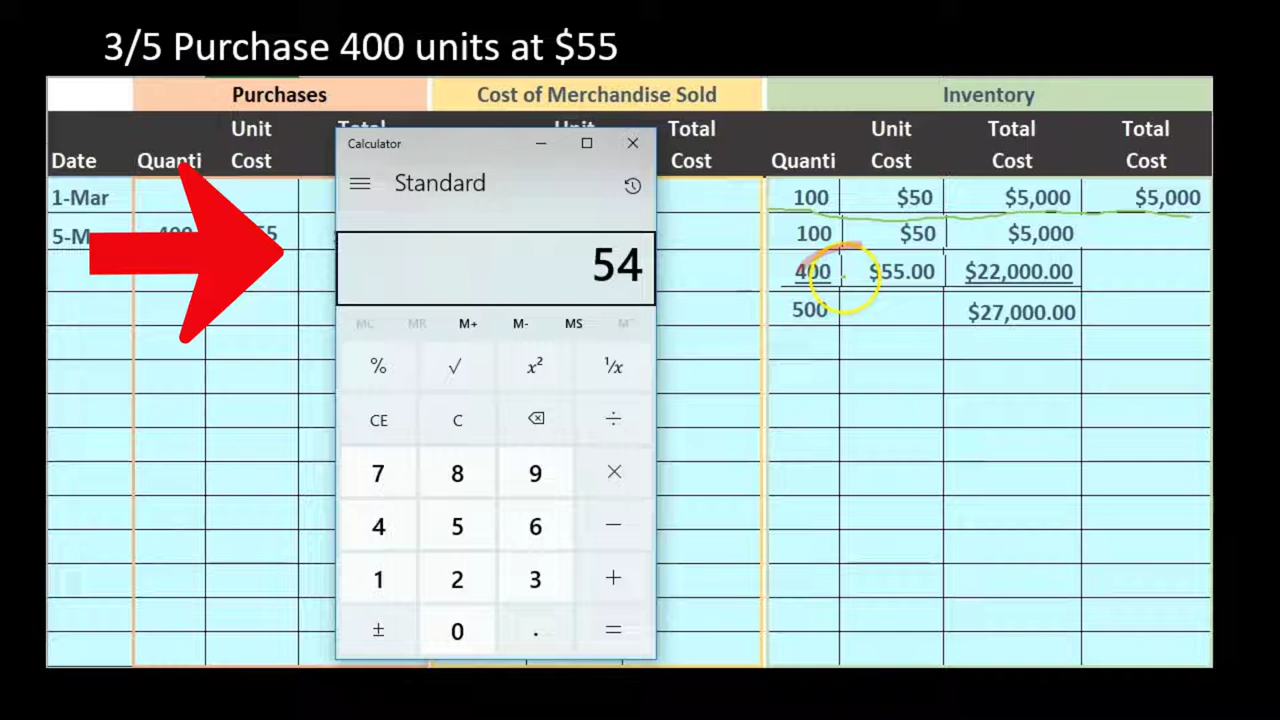 3/5 Purchase 400 units at $55
Purchases Cost of Merchandise Sold Inventory
Unit Total Unit Total Unit Total Total
Date Quanti Cost Cost Quanti Cost Cost Cost
1-Mar 100 $50 $5,000 $5,000
100 $50 $5,000
400 $55.00 $22,000.00
500 $27,000.00
Calculator
Standard
54
MC MR M+ M- MS
% √ x² ¹/x
CE C ÷
7 8 9 ×
4 5 6 −
1 2 3 +
± 0 . =